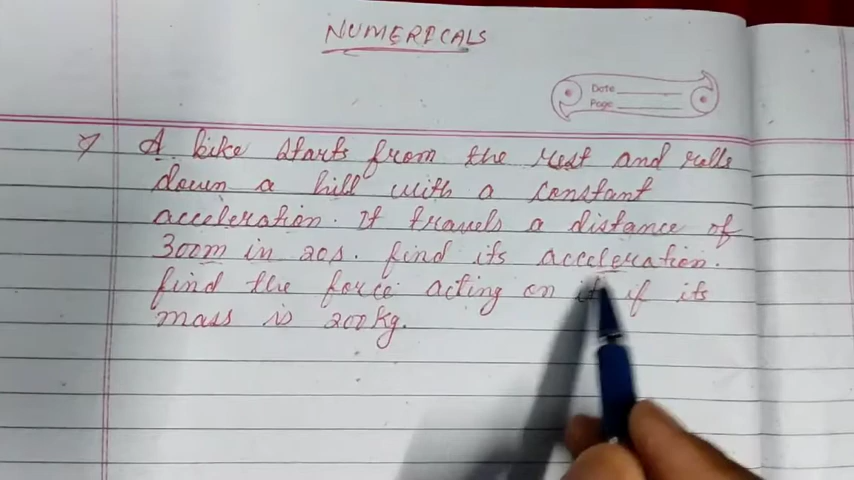 NUMERICALS
Date
Page
7 A bike starts from the rest and rolls
down a hill with a constant
acceleration. It travels a distance of
300m in 20s. find its acceleration.
find the force acting on it if its
mass is 200kg.